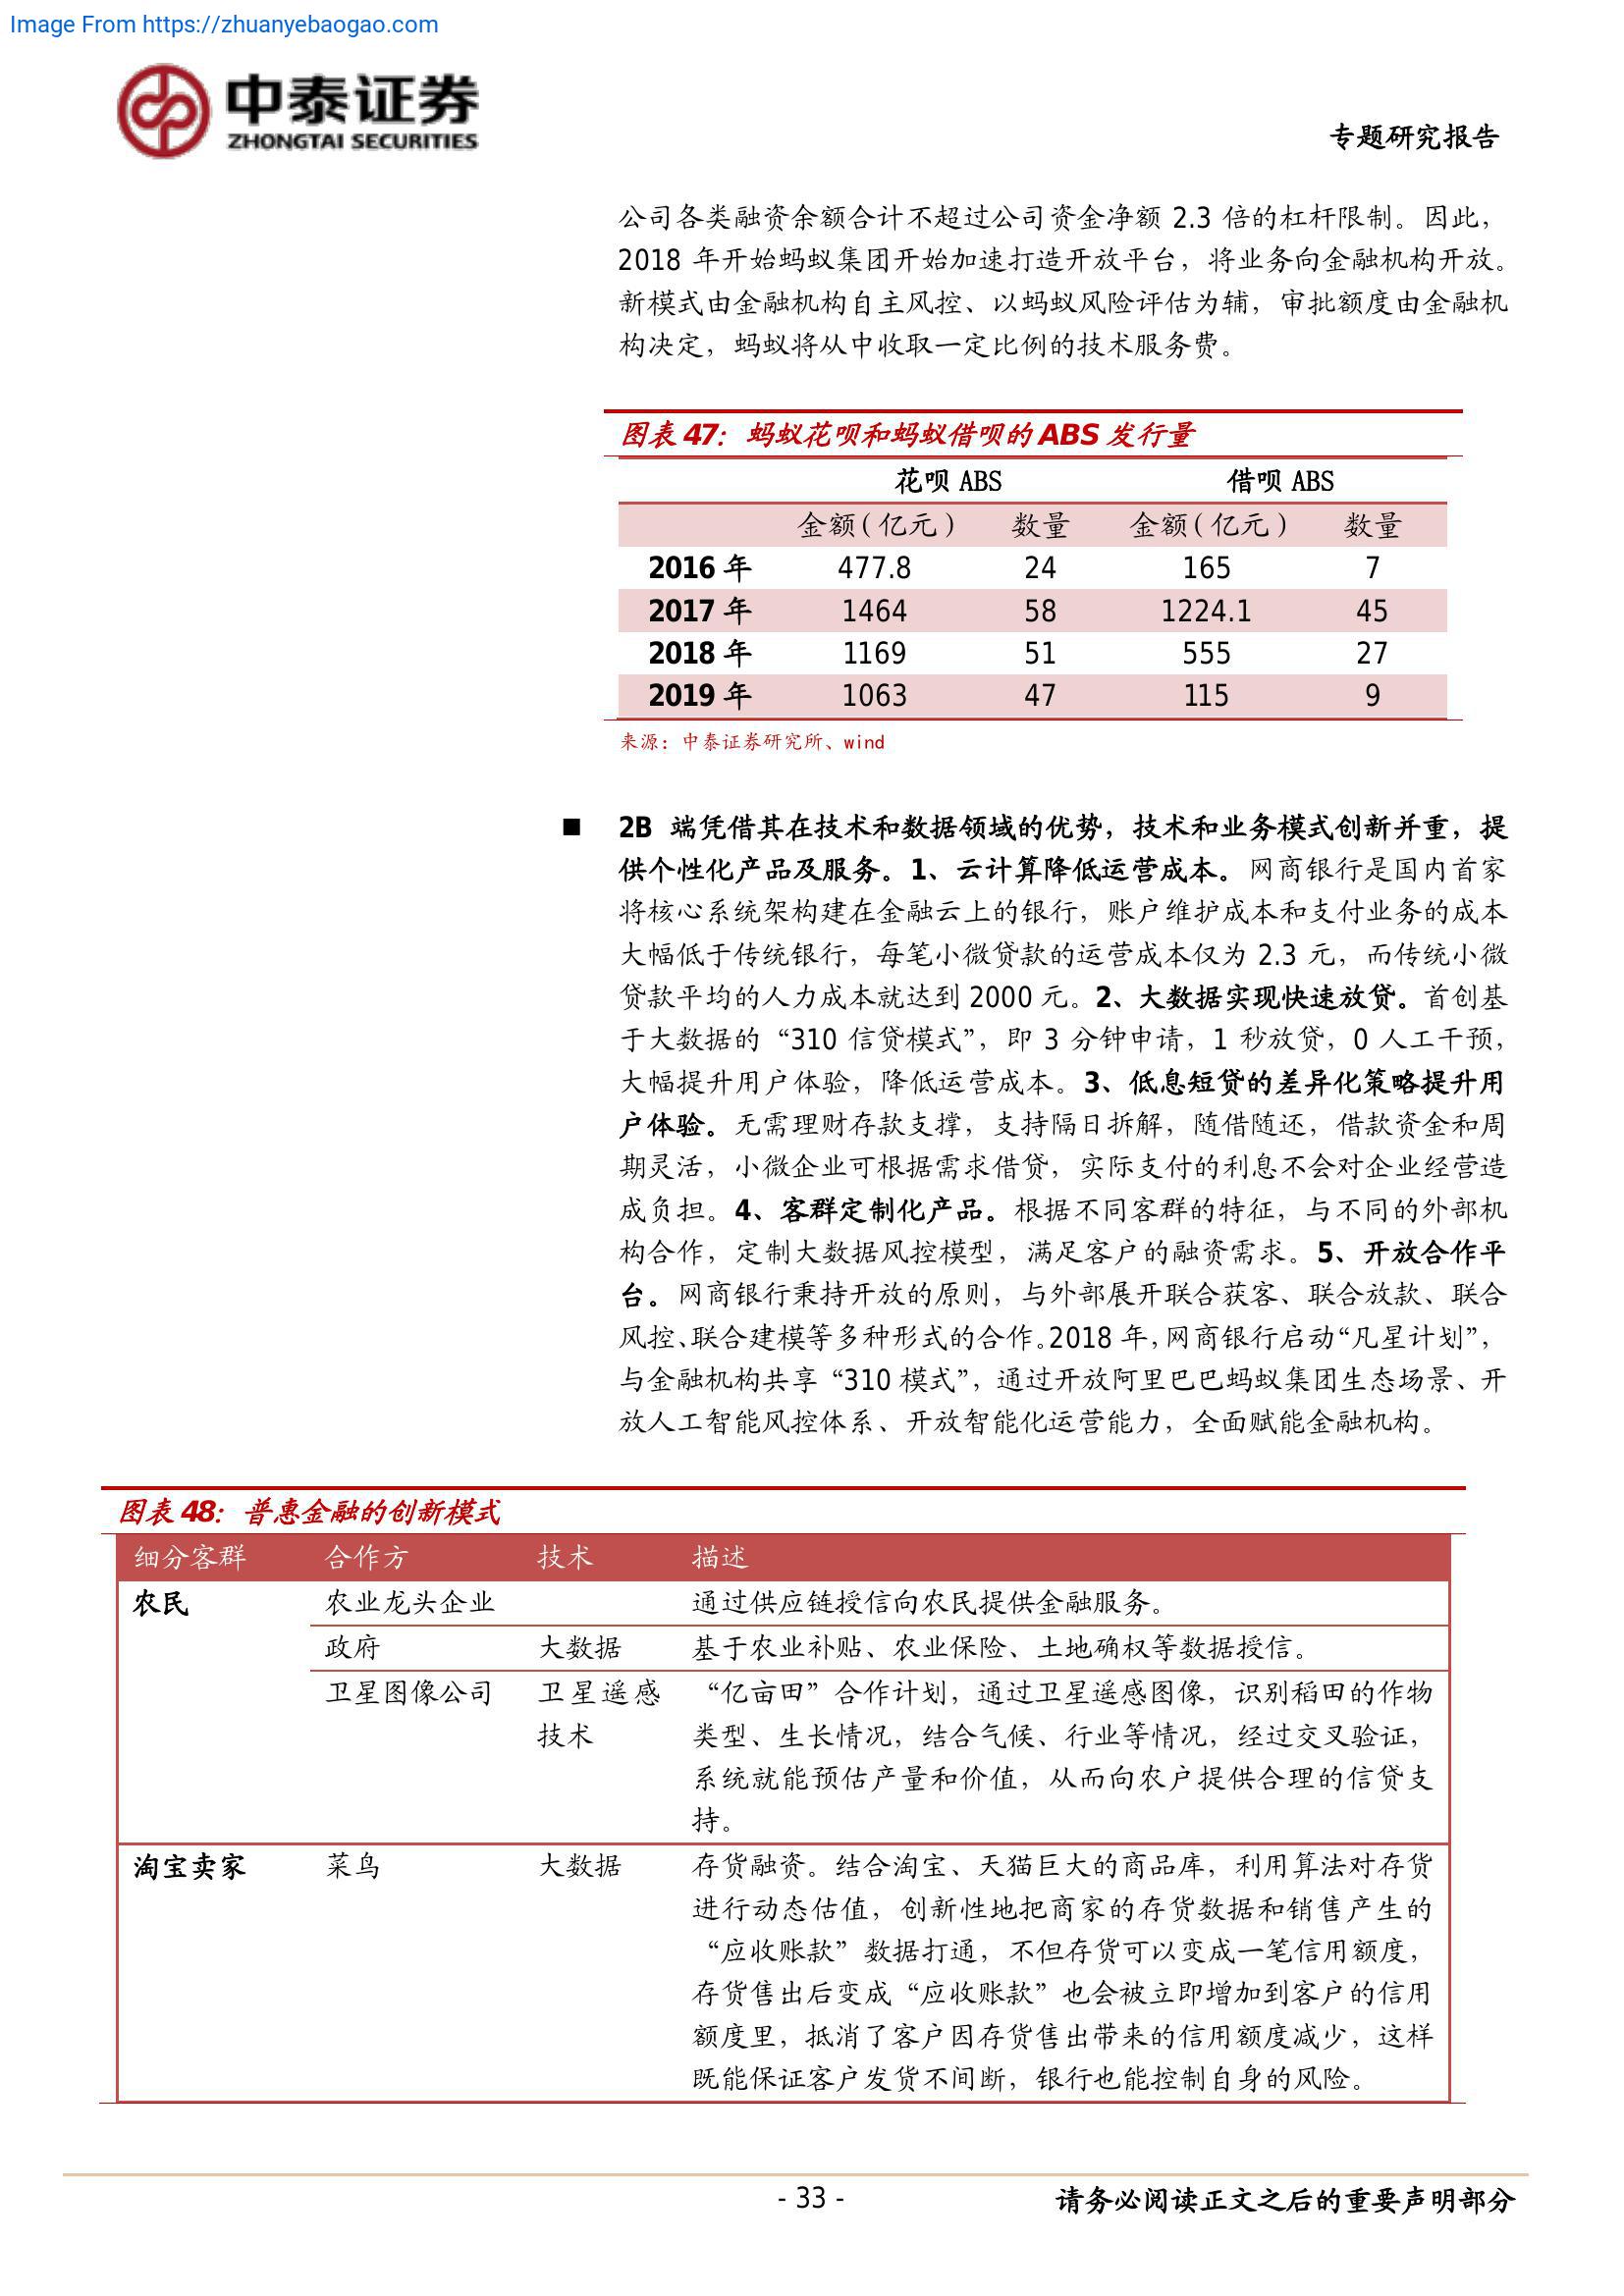 Image From https://zhuanyebaogao.com
中泰证券
ZHONGTAI SECURITIES
专题研究报告
公司各类融资余额合计不超过公司资金净额 2.3 倍的杠杆限制。因此，
2018 年开始蚂蚁集团开始加速打造开放平台，将业务向金融机构开放。
新模式由金融机构自主风控、以蚂蚁风险评估为辅，审批额度由金融机
构决定，蚂蚁将从中收取一定比例的技术服务费。
图表 47：蚂蚁花呗和蚂蚁借呗的 ABS 发行量
花呗 ABS 借呗 ABS
金额(亿元) 数量 金额(亿元) 数量
2016 年 477.8 24 165 7
2017 年 1464 58 1224.1 45
2018 年 1169 51 555 27
2019 年 1063 47 115 9
来源：中泰证券研究所、wind
■ 2B 端凭借其在技术和数据领域的优势，技术和业务模式创新并重，提
供个性化产品及服务。1、云计算降低运营成本。网商银行是国内首家
将核心系统架构建在金融云上的银行，账户维护成本和支付业务的成本
大幅低于传统银行，每笔小微贷款的运营成本仅为 2.3 元，而传统小微
贷款平均的人力成本就达到 2000 元。2、大数据实现快速放贷。首创基
于大数据的“310 信贷模式”，即 3 分钟申请，1 秒放贷，0 人工干预，
大幅提升用户体验，降低运营成本。3、低息短贷的差异化策略提升用
户体验。无需理财存款支撑，支持隔日拆解，随借随还，借款资金和周
期灵活，小微企业可根据需求借贷，实际支付的利息不会对企业经营造
成负担。4、客群定制化产品。根据不同客群的特征，与不同的外部机
构合作，定制大数据风控模型，满足客户的融资需求。5、开放合作平
台。网商银行秉持开放的原则，与外部展开联合获客、联合放款、联合
风控、联合建模等多种形式的合作。2018 年，网商银行启动“凡星计划”，
与金融机构共享“310 模式”，通过开放阿里巴巴蚂蚁集团生态场景、开
放人工智能风控体系、开放智能化运营能力，全面赋能金融机构。
图表 48：普惠金融的创新模式
细分客群 合作方 技术 描述
农民 农业龙头企业 通过供应链授信向农民提供金融服务。
政府 大数据 基于农业补贴、农业保险、土地确权等数据授信。
卫星图像公司 卫星遥感 “亿亩田”合作计划，通过卫星遥感图像，识别稻田的作物
技术 类型、生长情况，结合气候、行业等情况，经过交叉验证，
系统就能预估产量和价值，从而向农户提供合理的信贷支
持。
淘宝卖家 菜鸟 大数据 存货融资。结合淘宝、天猫巨大的商品库，利用算法对存货
进行动态估值，创新性地把商家的存货数据和销售产生的
“应收账款”数据打通，不但存货可以变成一笔信用额度，
存货售出后变成“应收账款”也会被立即增加到客户的信用
额度里，抵消了客户因存货售出带来的信用额度减少，这样
既能保证客户发货不间断，银行也能控制自身的风险。
- 33 -
请务必阅读正文之后的重要声明部分